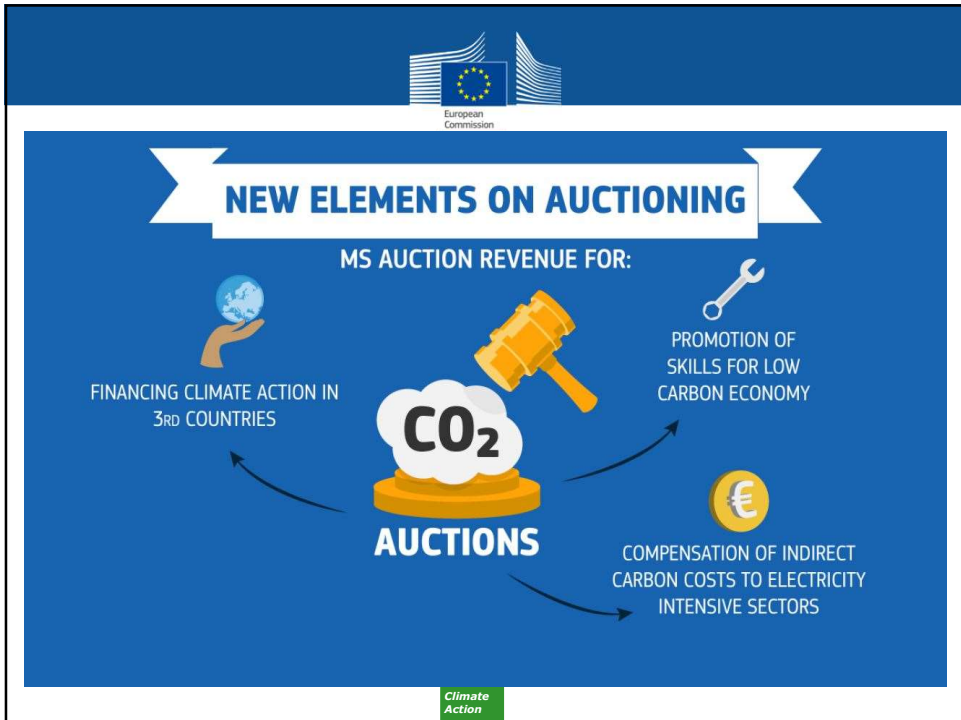 European
Commission
NEW ELEMENTS ON AUCTIONING
MS AUCTION REVENUE FOR:
FINANCING CLIMATE ACTION IN
3RD COUNTRIES
PROMOTION OF
SKILLS FOR LOW
CARBON ECONOMY
CO₂
AUCTIONS
€
COMPENSATION OF INDIRECT
CARBON COSTS TO ELECTRICITY
INTENSIVE SECTORS
Climate
Action